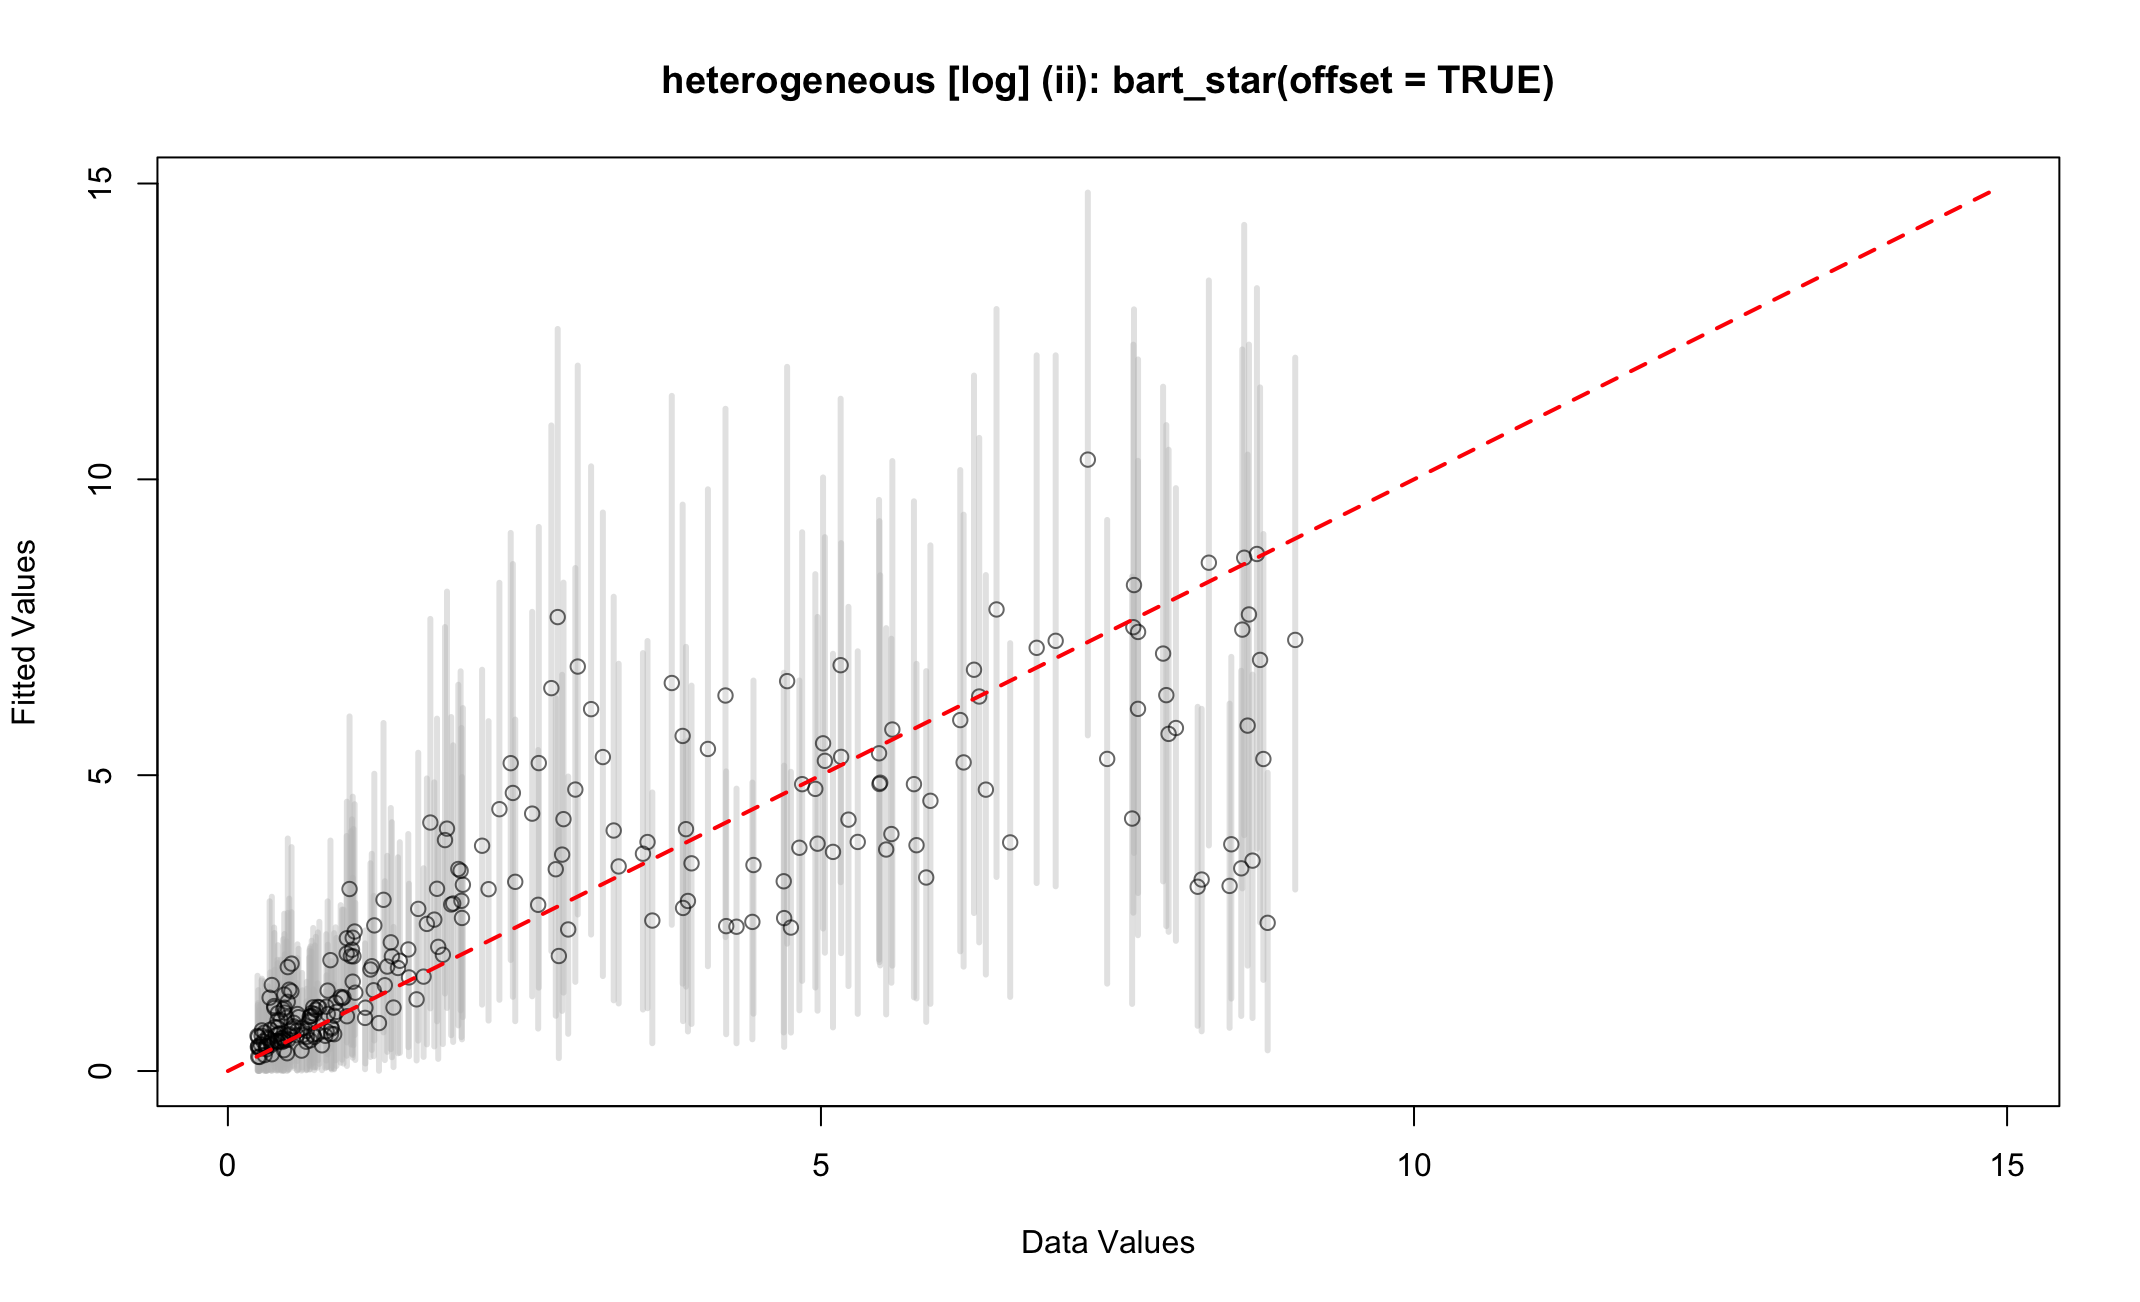 heterogeneous [log] (ii): bart_star(offset = TRUE)
15
10
5
0
Fitted Values
0 5 10 15
Data Values